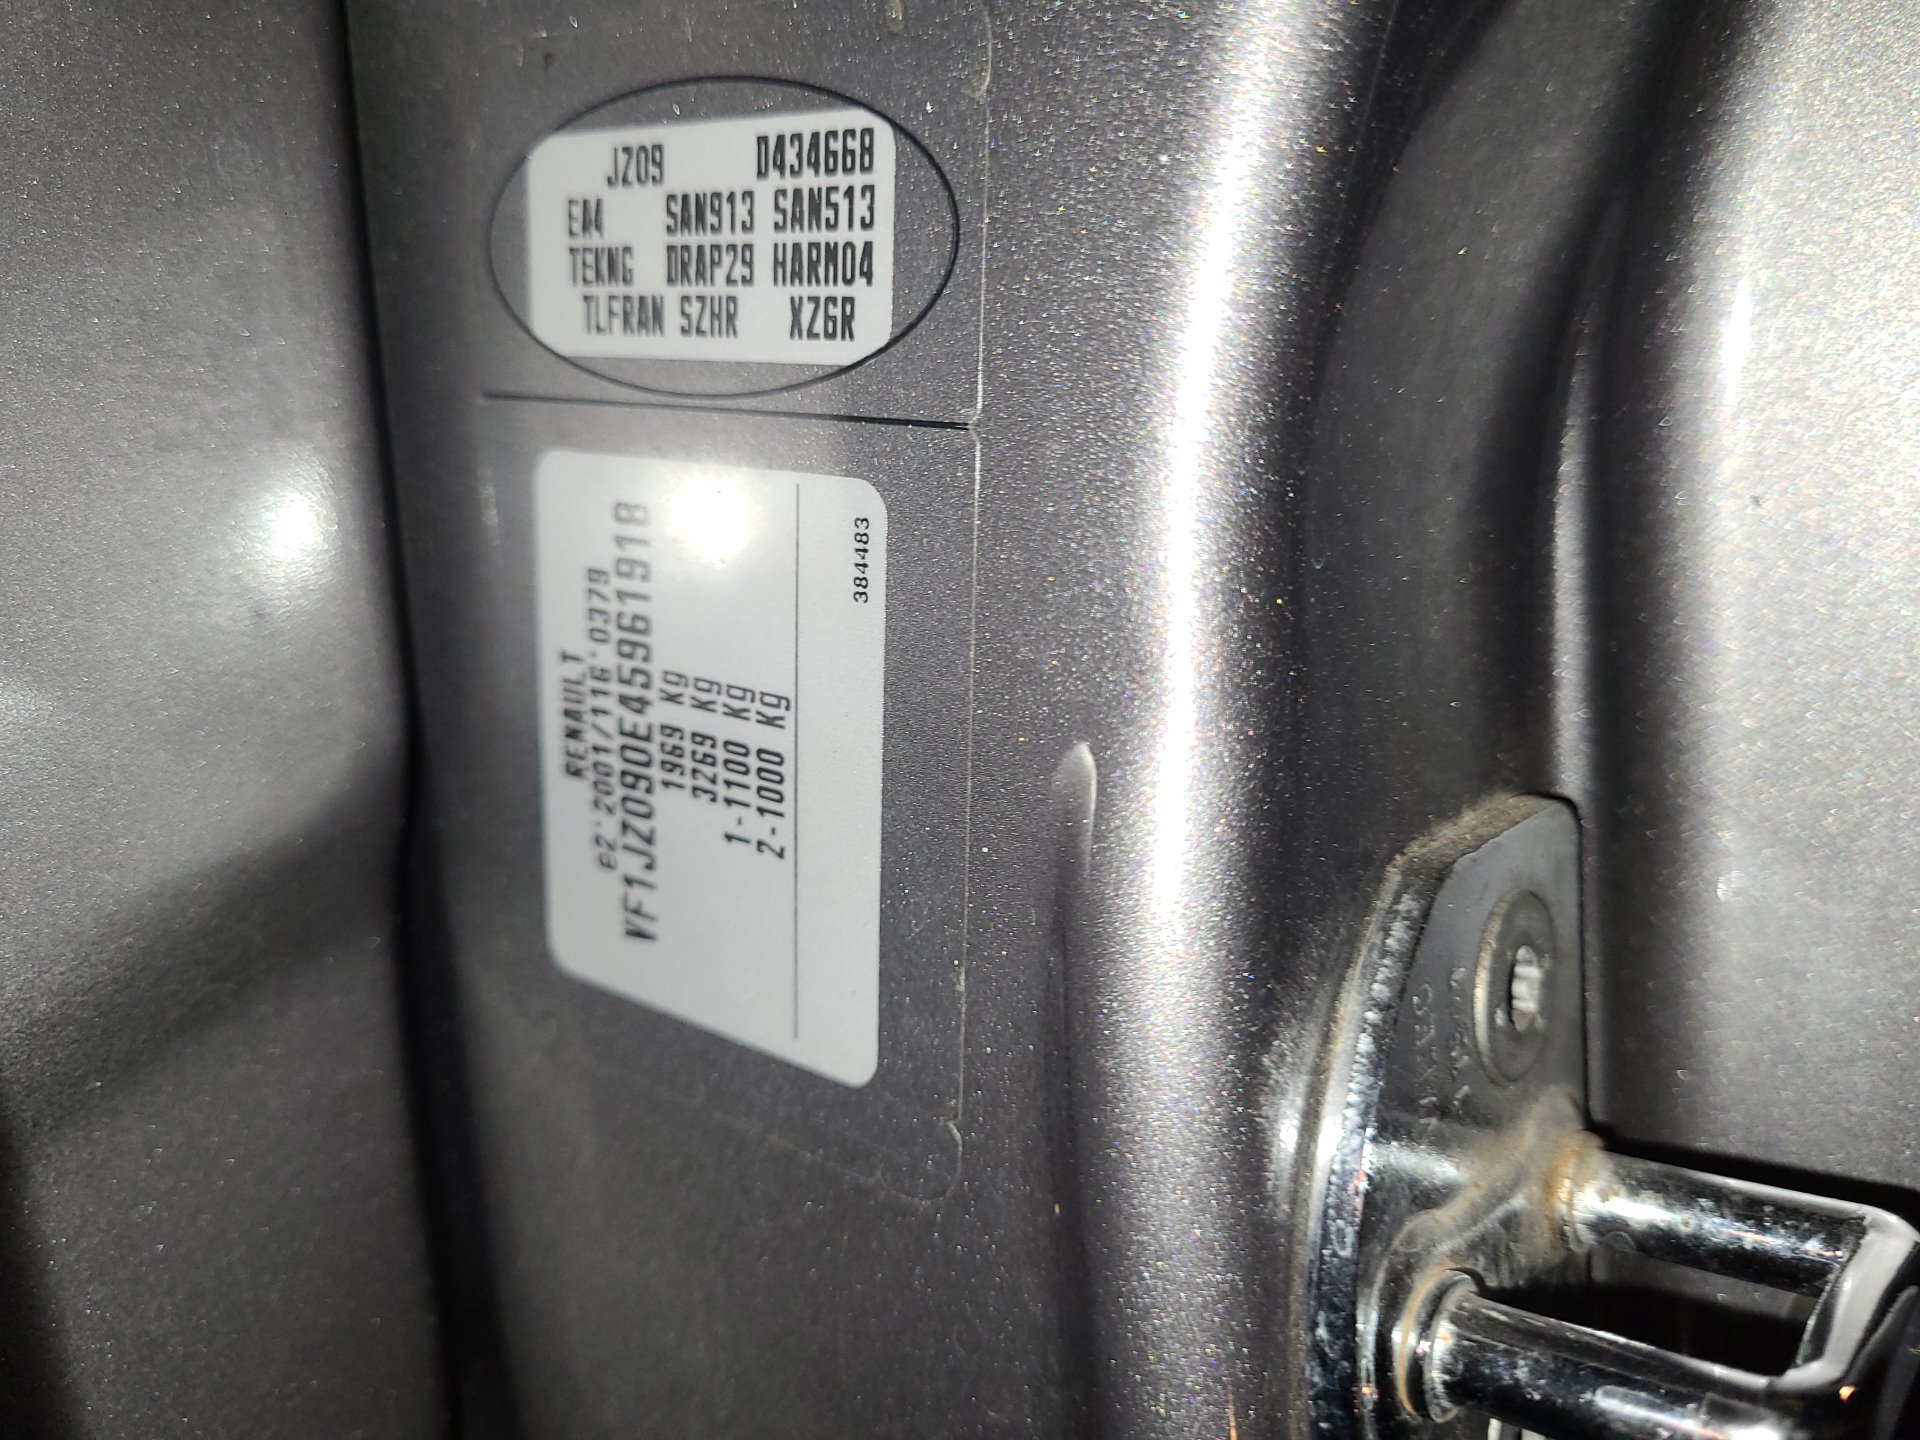 JZ09 D434668
EA4 SAN913 SAN513
TEKNG DRAP29 HARM04
TLFRAN SZHR XZGR
RENAULT
e2*2001/116*0379
VF1JZ090E45961918
1969 Kg
3269 Kg
1-1100 Kg
2-1000 Kg
384483